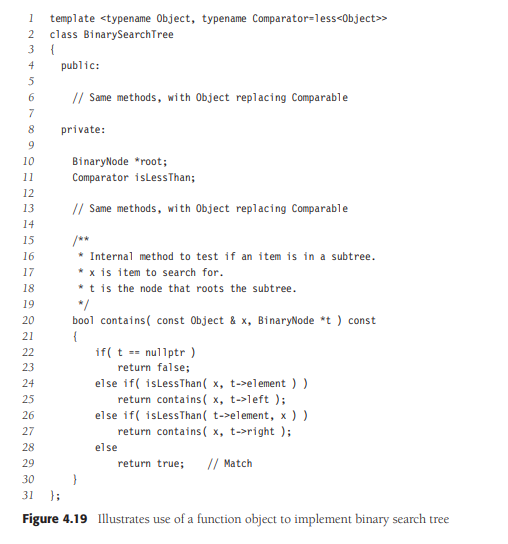 1 template <typename Object, typename Comparator=less<Object>>
2 class BinarySearchTree
3 {
4 public:
5
6 // Same methods, with Object replacing Comparable
7
8 private:
9
10 BinaryNode *root;
11 Comparator isLessThan;
12
13 // Same methods, with Object replacing Comparable
14
15 /**
16 * Internal method to test if an item is in a subtree.
17 * x is item to search for.
18 * t is the node that roots the subtree.
19 */
20 bool contains( const Object & x, BinaryNode *t ) const
21 {
22 if( t == nullptr )
23 return false;
24 else if( isLessThan( x, t->element ) )
25 return contains( x, t->left );
26 else if( isLessThan( t->element, x ) )
27 return contains( x, t->right );
28 else
29 return true; // Match
30 }
31 };
Figure 4.19 Illustrates use of a function object to implement binary search tree